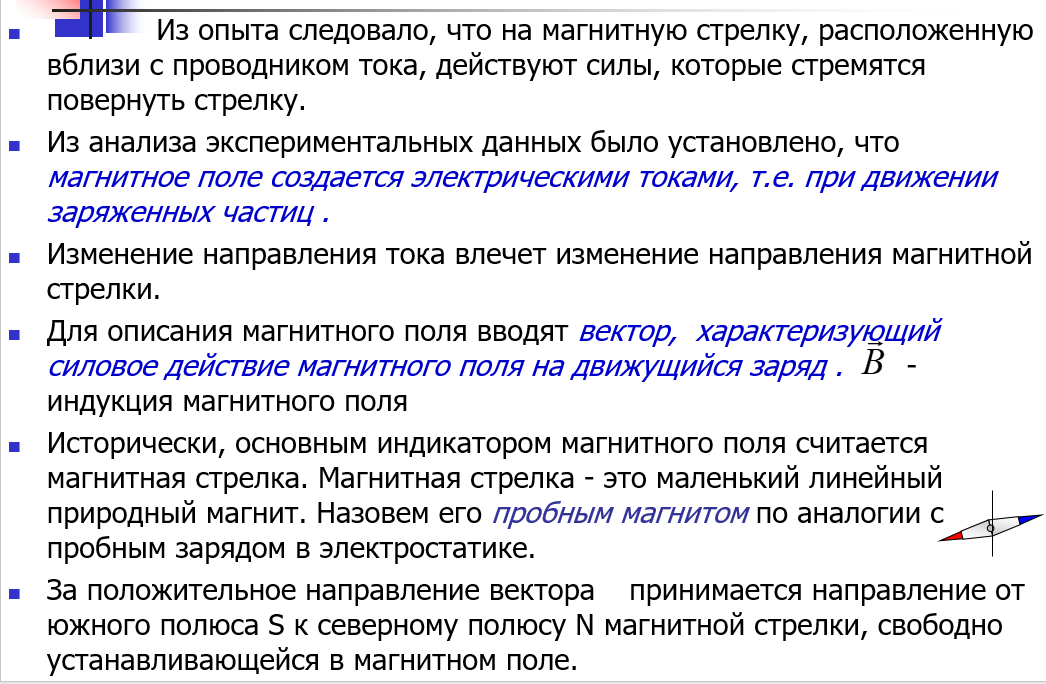 Из опыта следовало, что на магнитную стрелку, расположенную
вблизи с проводником тока, действуют силы, которые стремятся
повернуть стрелку.
Из анализа экспериментальных данных было установлено, что
магнитное поле создается электрическими токами, т.е. при движении
заряженных частиц .
Изменение направления тока влечет изменение направления магнитной
стрелки.
Для описания магнитного поля вводят вектор, характеризующий
силовое действие магнитного поля на движущийся заряд . B⃗ -
индукция магнитного поля
Исторически, основным индикатором магнитного поля считается
магнитная стрелка. Магнитная стрелка - это маленький линейный
природный магнит. Назовем его пробным магнитом по аналогии с
пробным зарядом в электростатике.
За положительное направление вектора принимается направление от
южного полюса S к северному полюсу N магнитной стрелки, свободно
устанавливающейся в магнитном поле.